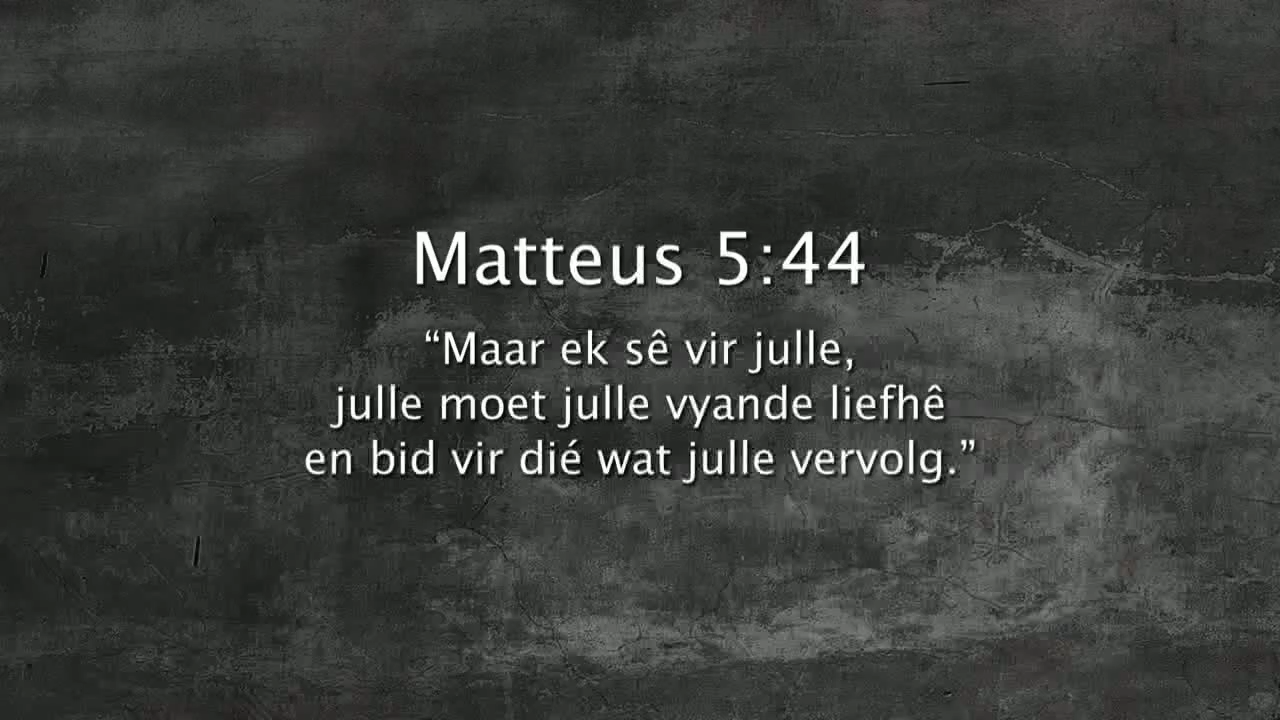 Matteus 5:44
“Maar ek sê vir julle,
julle moet julle vyande liefhê
en bid vir dié wat julle vervolg.”